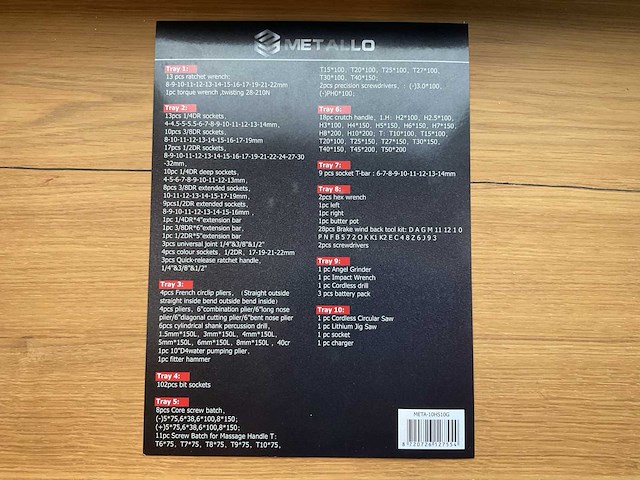 METALLO
Tray 1:
13 pcs ratchet wrench:
8-9-10-11-12-13-14-15-16-17-19-21-22mm
1pc torque wrench ,twisting 28-210N
Tray 2:
13pcs 1/4DR sockets,
4-4.5-5-5.5-6-7-8-9-10-11-12-13-14mm,
10pcs 3/8DR sockets,
8-10-11-12-13-14-15-16-17-19mm
17pcs 1/2DR sockets,
8-9-10-11-12-13-14-15-16-17-18-19-21-22-24-27-30
-32mm,
10pc 1/4DR deep sockets,
4-5-6-7-8-9-10-11-12-13mm,
8pcs 3/8DR extended sockets,
10-11-12-13-14-15-17-19mm,
9pcs1/2DR extended sockets,
8-9-10-11-12-13-14-15-16mm ,
1pc 1/4DR*4"extension bar
1pc 3/8DR*6"extension bar,
1pc 1/2DR*5"extension bar
3pcs universal joint 1/4"&3/8"&1/2"
4pcs colour sockets, 1/2DR, 17-19-21-22mm
3pcs Quick-release ratchet handle,
1/4"&3/8"&1/2"
Tray 3:
4pcs French circlip pliers, (Straight outside
straight inside bend outside bend inside)
4pcs pliers, 6"combination plier/6"long nose
plier/6"diagonal cutting plier/6"bent nose plier
6pcs cylindrical shank percussion drill,
1.5mm*150L, 3mm*150L, 4mm*150L,
5mm*150L, 6mm*150L, 8mm*150L , 40cr
1pc 10"D4water pumping plier,
1pc fitter hammer
Tray 4:
102pcs bit sockets
Tray 5:
8pcs Core screw batch,
(-)5*75,6*38,6*100,8*150;
(+)5*75,6*38,6*100,8*150;
11pc Screw Batch for Massage Handle T:
T6*75, T7*75, T8*75, T9*75, T10*75,
T15*100, T20*100, T25*100, T27*100,
T30*100, T40*150;
2pcs precision screwdrivers, : (-)3.0*100,
(-)PH0*100;
Tray 6:
18pc crutch handle, I.H: H2*100, H2.5*100,
H3*100, H4*150, H5*150, H6*150, H7*150,
H8*200, H10*200, T: T10*100, T15*100
T20*100, T25*150, T27*150, T30*150,
T40*150, T45*200, T50*200
Tray 7:
9 pcs socket T-bar : 6-7-8-9-10-11-12-13-14mm
Tray 8:
2pcs hex wrench
1pc left
1pc right
1pc butter pot
28pcs Brake wind back tool kit: D A G M 11 12 1 0
P N F B 5 7 2 O K K1 K2 E C 4 8 Z 6 J 9 3
2pcs screwdrivers
Tray 9:
1 pc Angel Grinder
1 pc Impact Wrench
1 pc Cordless drill
3 pcs battery pack
Tray 10:
1 pc Cordless Circular Saw
1 pc Lithium Jig Saw
1 pc socket
1 pc charger
META-10HS10G
8 720726 127554